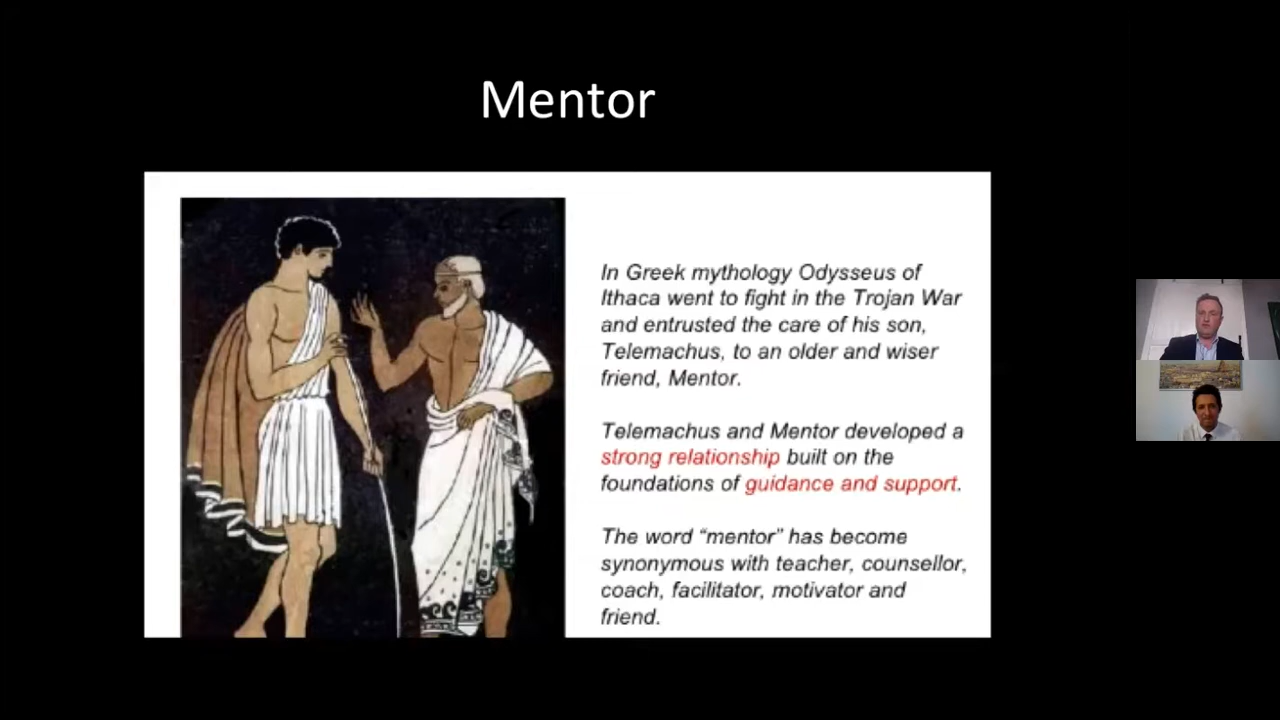 Mentor
In Greek mythology Odysseus of
Ithaca went to fight in the Trojan War
and entrusted the care of his son,
Telemachus, to an older and wiser
friend, Mentor.
Telemachus and Mentor developed a
strong relationship built on the
foundations of guidance and support.
The word “mentor” has become
synonymous with teacher, counsellor,
coach, facilitator, motivator and
friend.